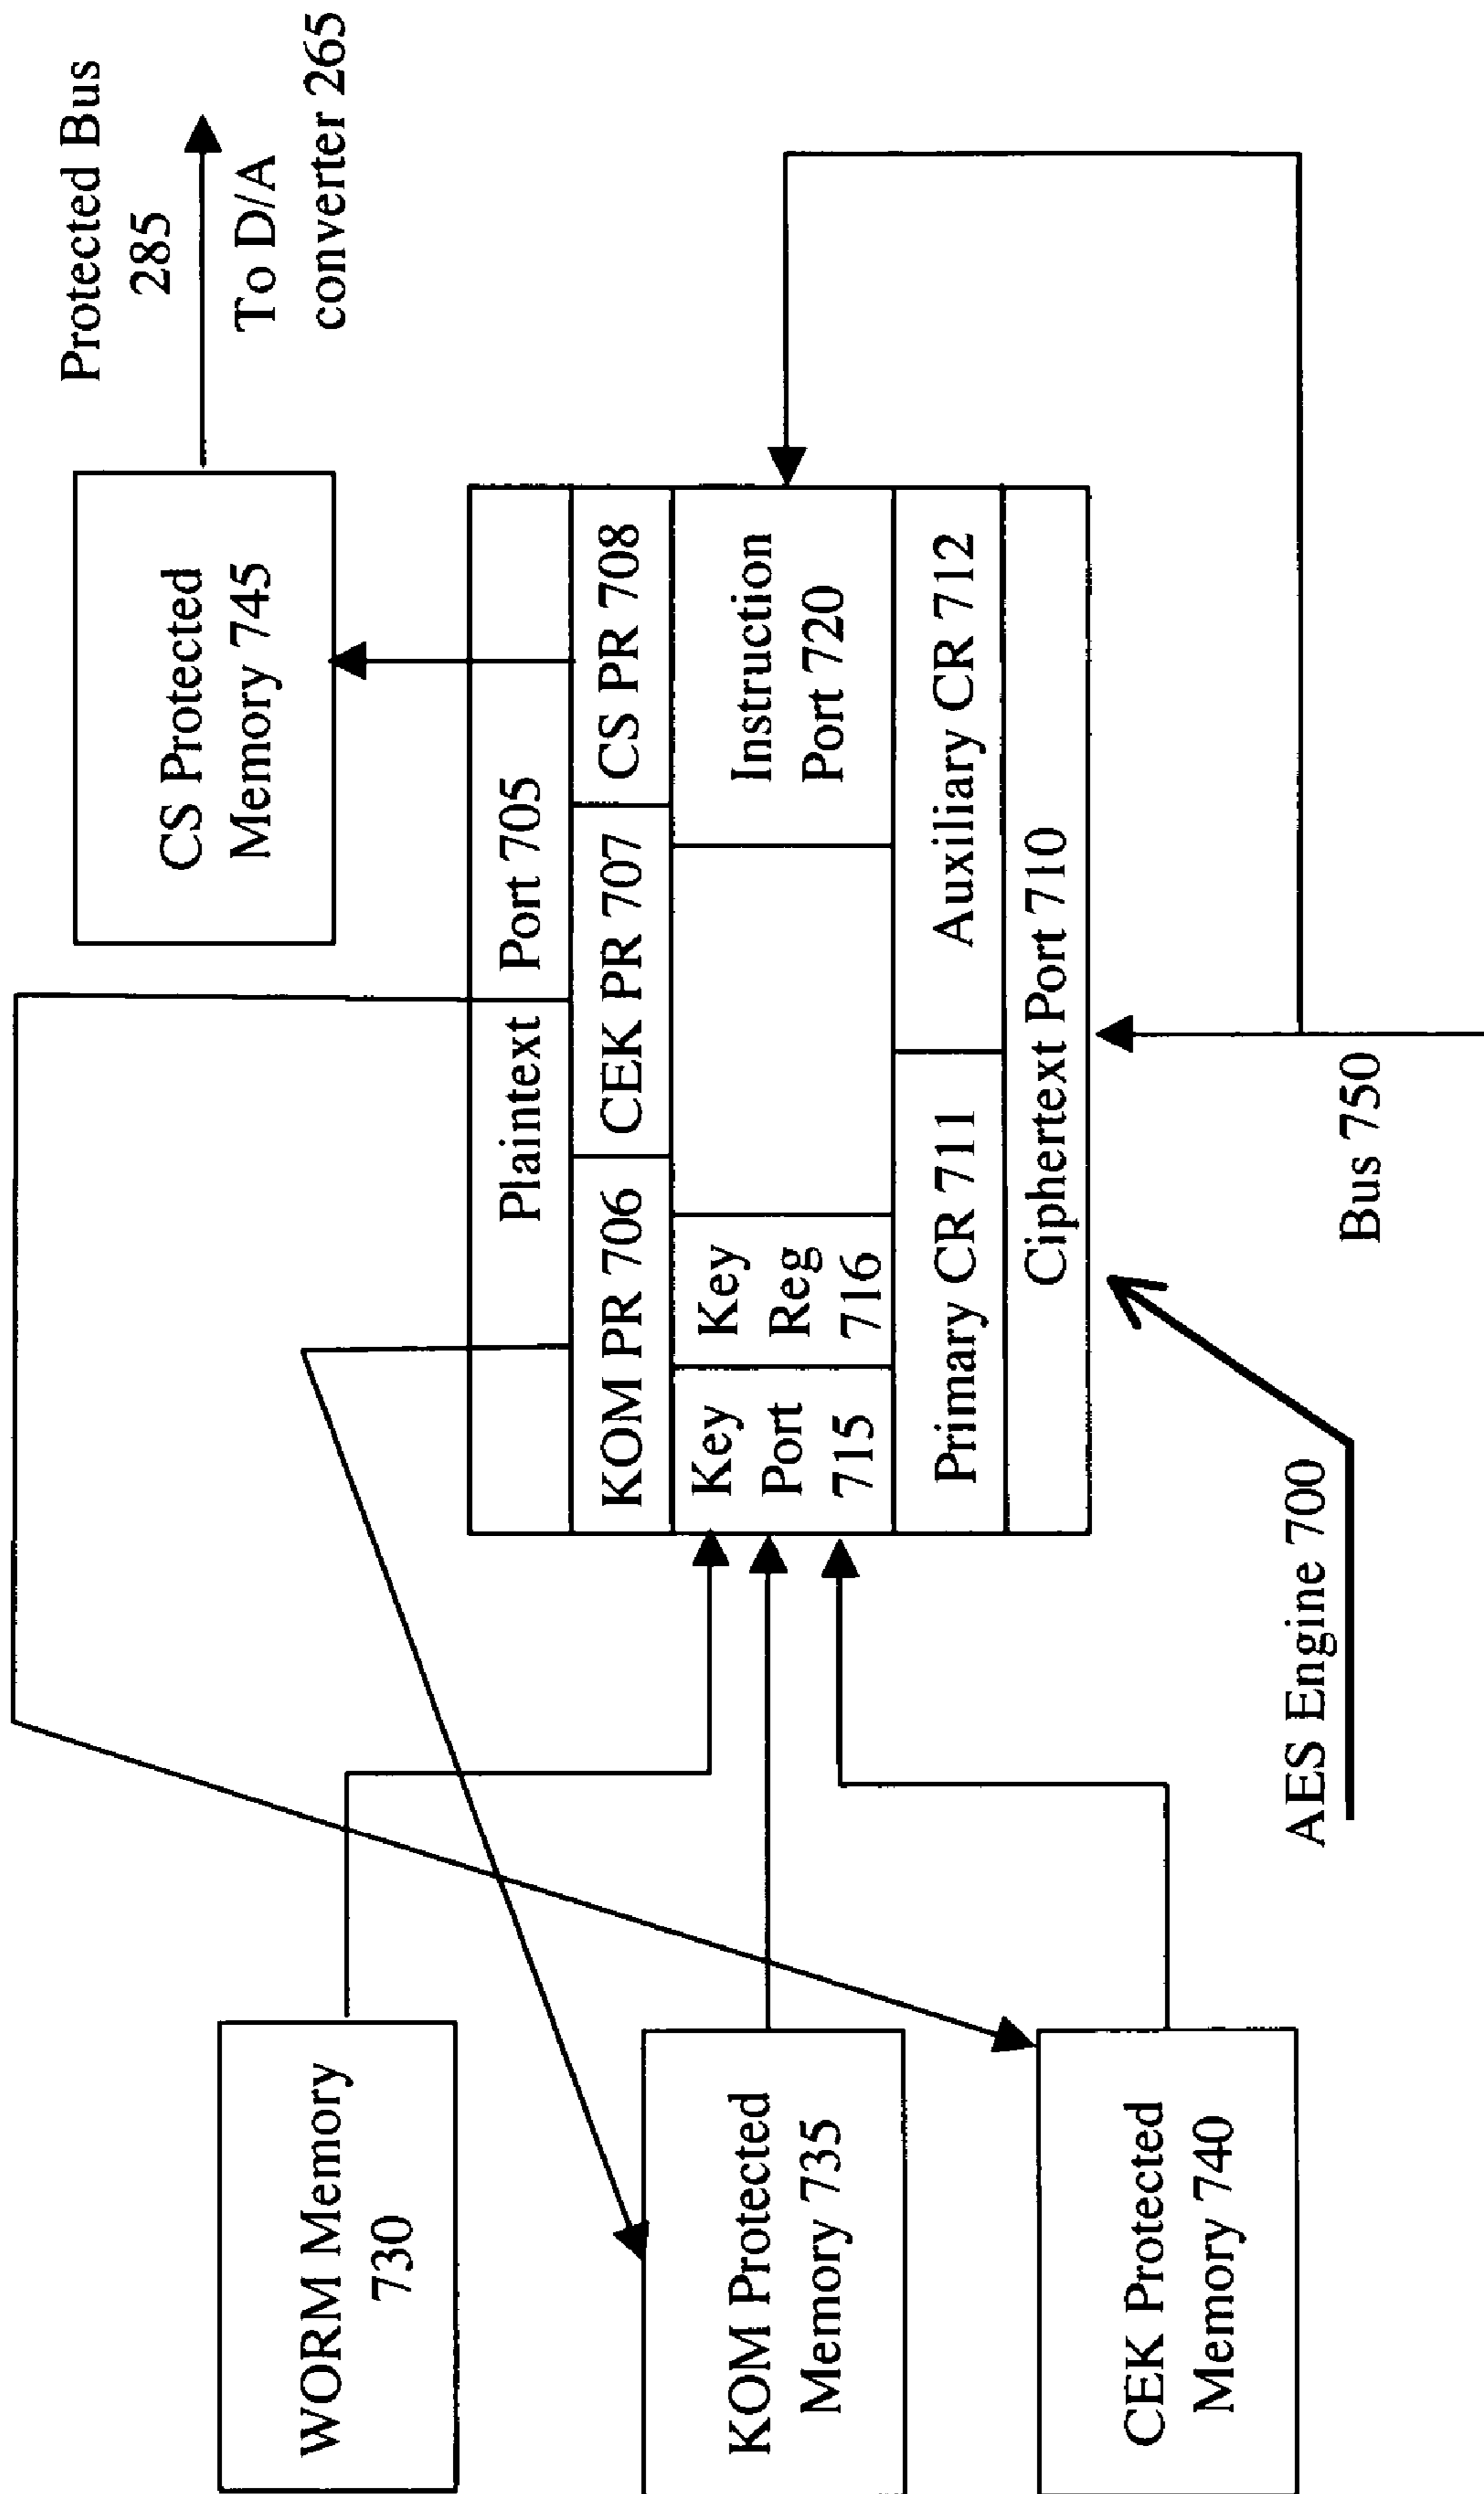 Protected Bus
285
To D/A
converter 265
CS Protected
Memory 745
Plaintext Port 705
KOM PR 706
CEK PR 707
CS PR 708
Key
Port
715
Key
Reg
716
Instruction
Port 720
Primary CR 711
Auxiliary CR 712
Ciphertext Port 710
WORM Memory
730
KOM Protected
Memory 735
CEK Protected
Memory 740
AES Engine 700
Bus 750